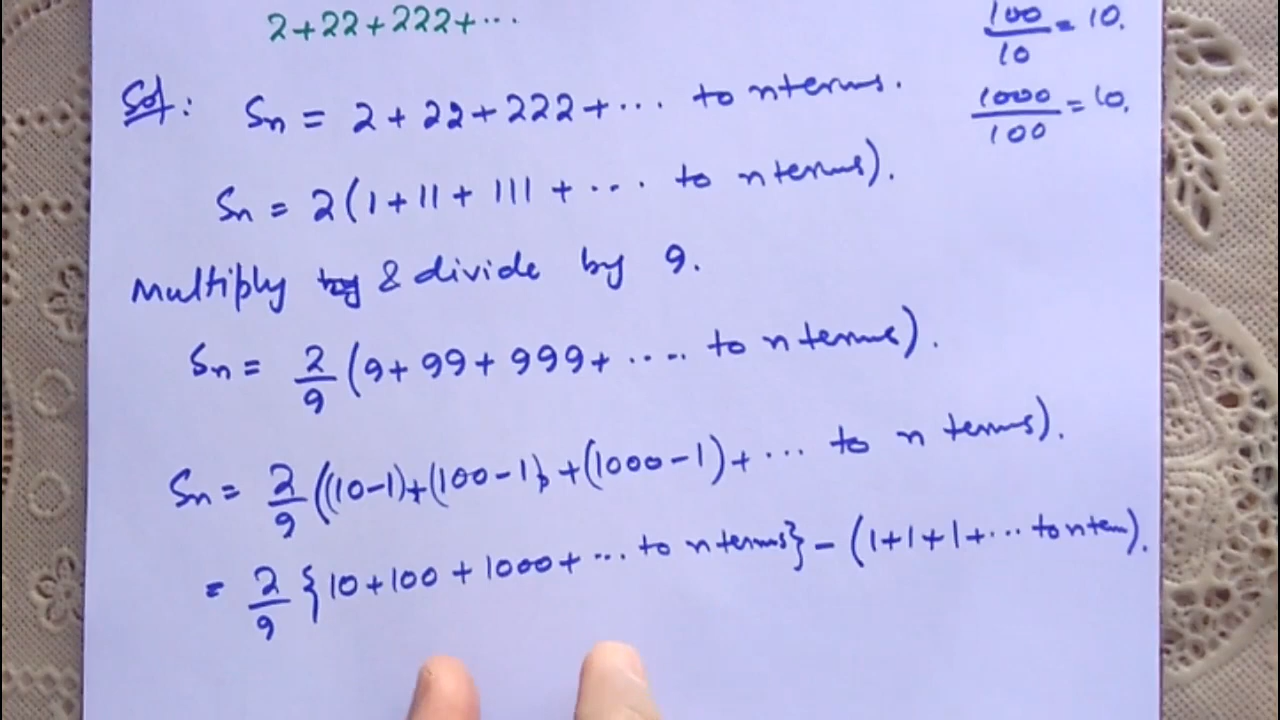 2+22+222+...
100/10 = 10.
Sol: Sn = 2+22+222+... to n terms.
1000/100 = 10.
Sn = 2(1+11+111+... to n terms).
Multiply by & divide by 9.
Sn = 2/9 (9+99+999+.... to n terms).
Sn = 2/9 ((10-1)+(100-1)+(1000-1)+... to n terms).
= 2/9 {10+100+1000+... to n terms} - (1+1+1+... to n tem).